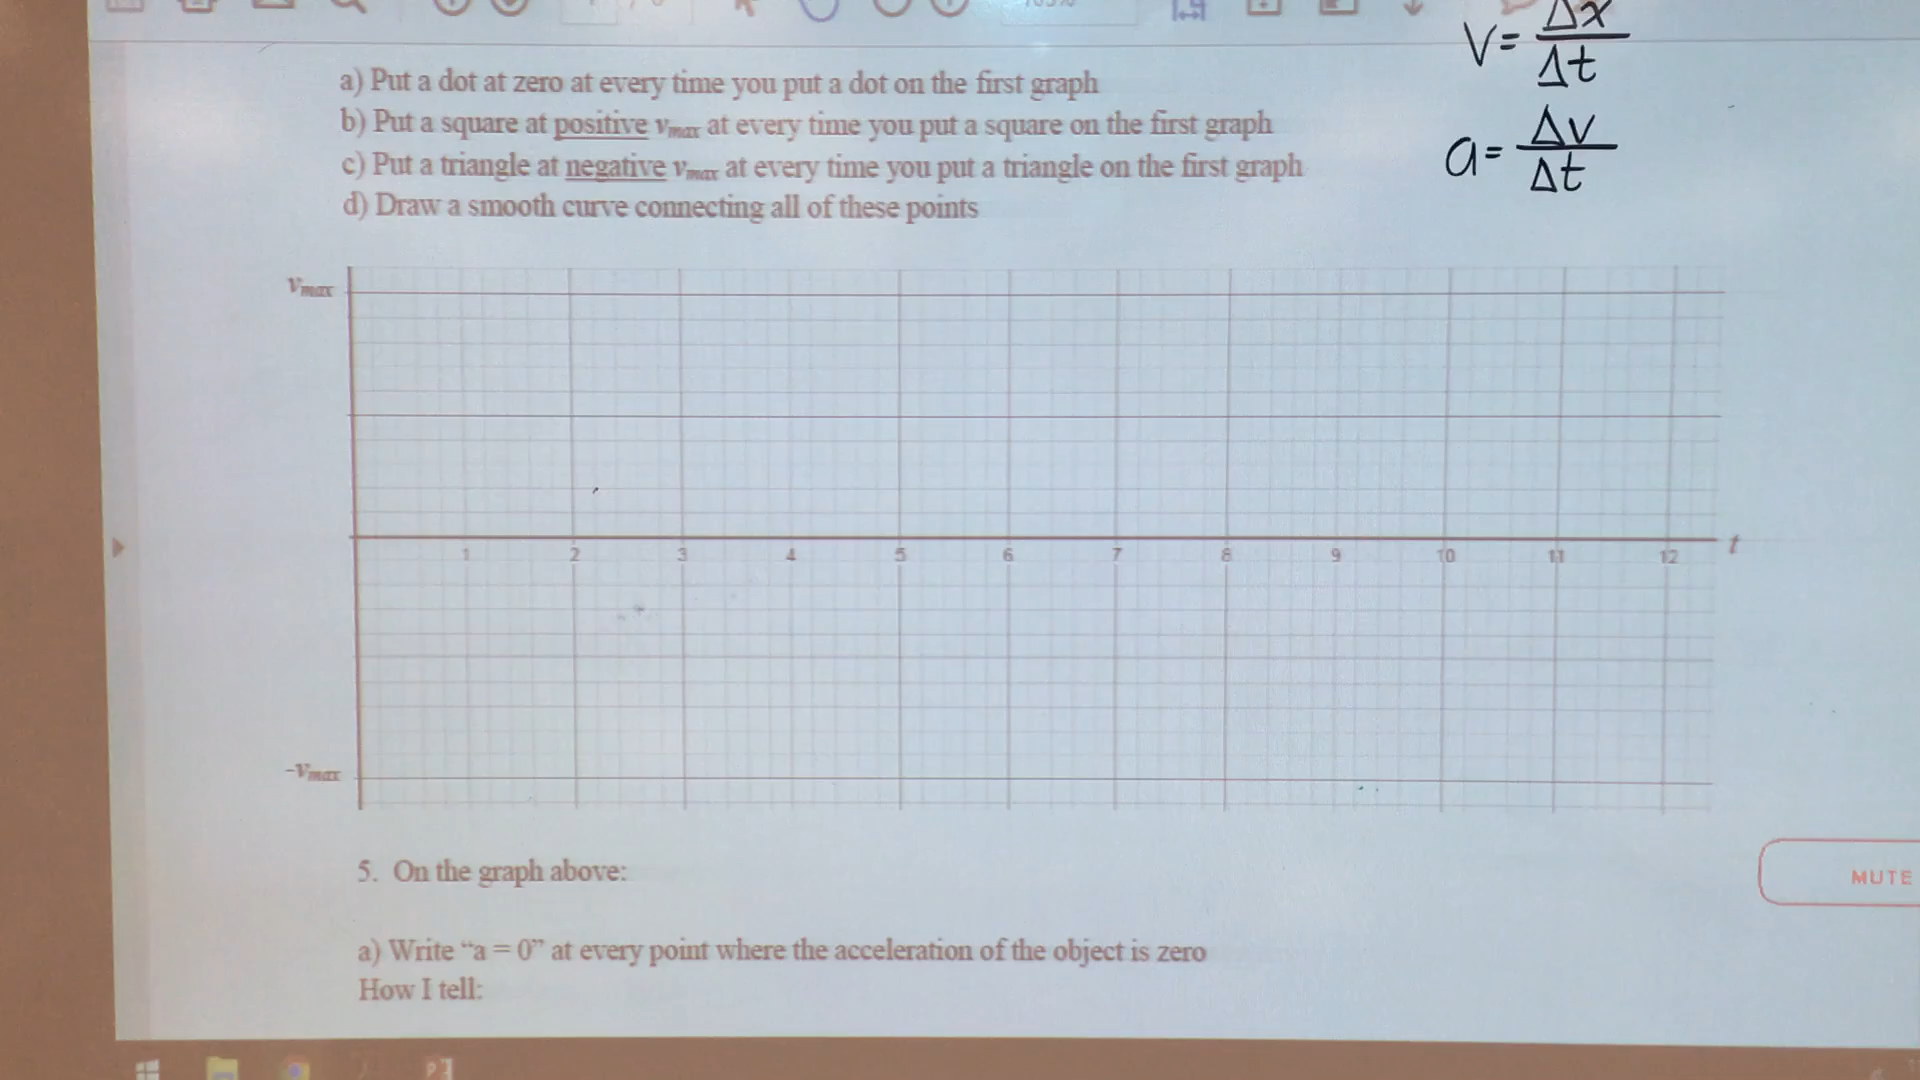 V = Δx/Δt
a = Δv/Δt
a) Put a dot at zero at every time you put a dot on the first graph
b) Put a square at positive vmax at every time you put a square on the first graph
c) Put a triangle at negative vmax at every time you put a triangle on the first graph
d) Draw a smooth curve connecting all of these points
vmax
1 2 3 4 5 6 7 8 9 10 11 12 t
-vmax
5. On the graph above:
MUTE
a) Write “a = 0” at every point where the acceleration of the object is zero
How I tell: